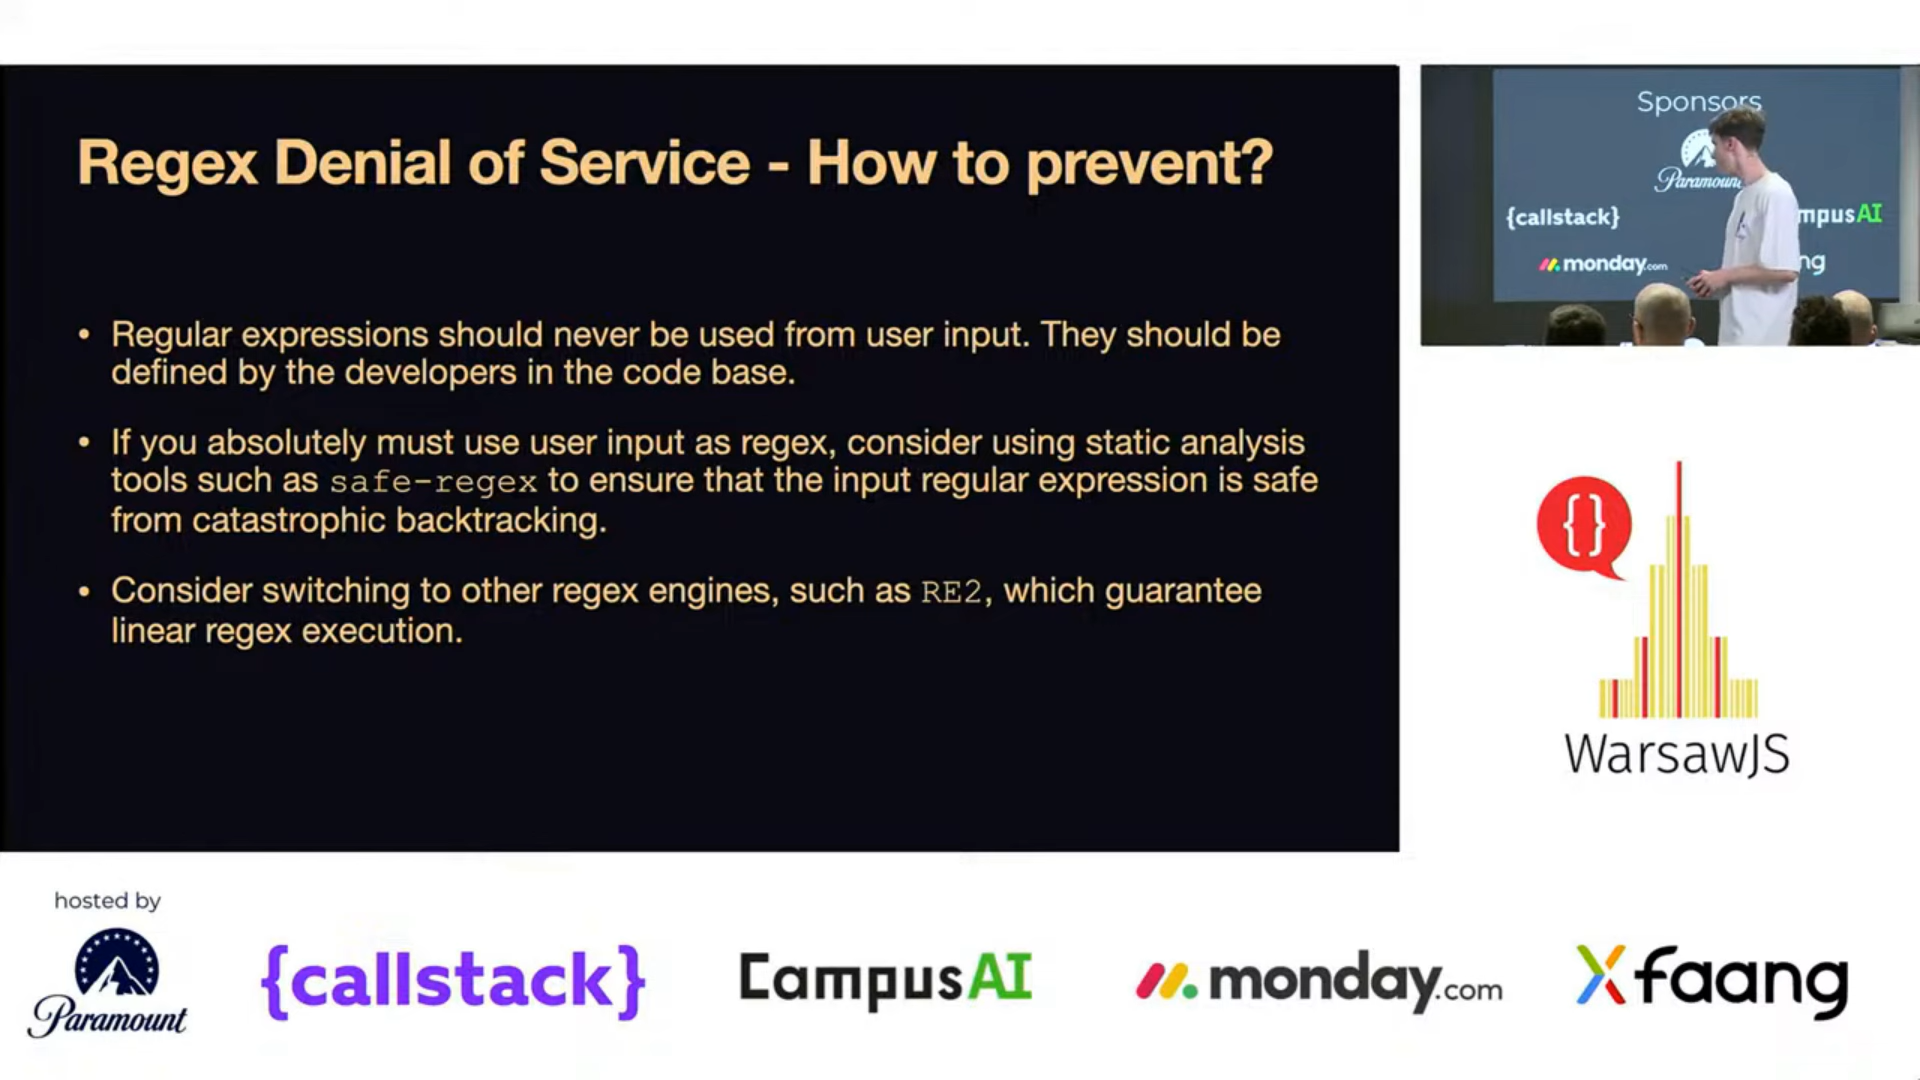 Regex Denial of Service - How to prevent?
• Regular expressions should never be used from user input. They should be
defined by the developers in the code base.
• If you absolutely must use user input as regex, consider using static analysis
tools such as safe-regex to ensure that the input regular expression is safe
from catastrophic backtracking.
• Consider switching to other regex engines, such as RE2, which guarantee
linear regex execution.
Sponsors
Paramount
{callstack}
mpusAI
monday.com
ng
{}
WarsawJS
hosted by
Paramount
{callstack}
CampusAI
monday.com
Xfaang